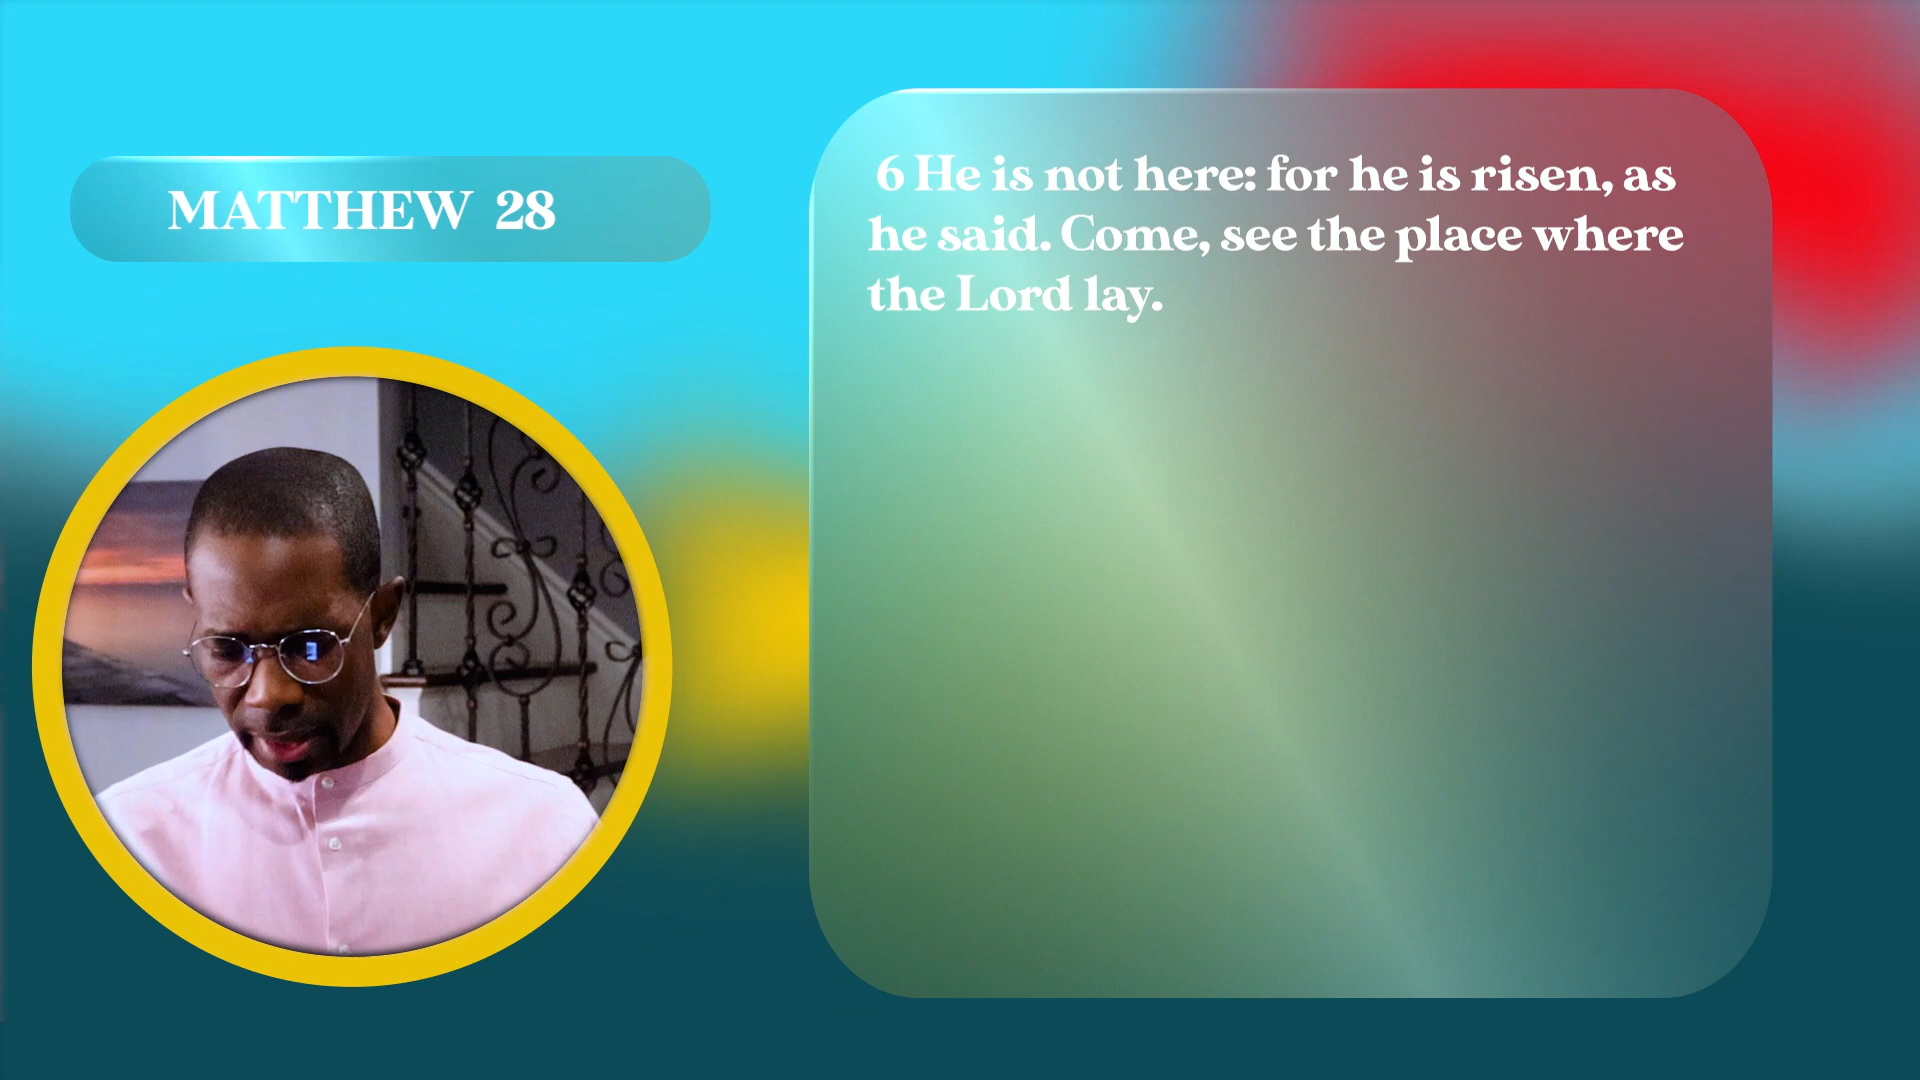 MATTHEW 28
6 He is not here: for he is risen, as
he said. Come, see the place where
the Lord lay.